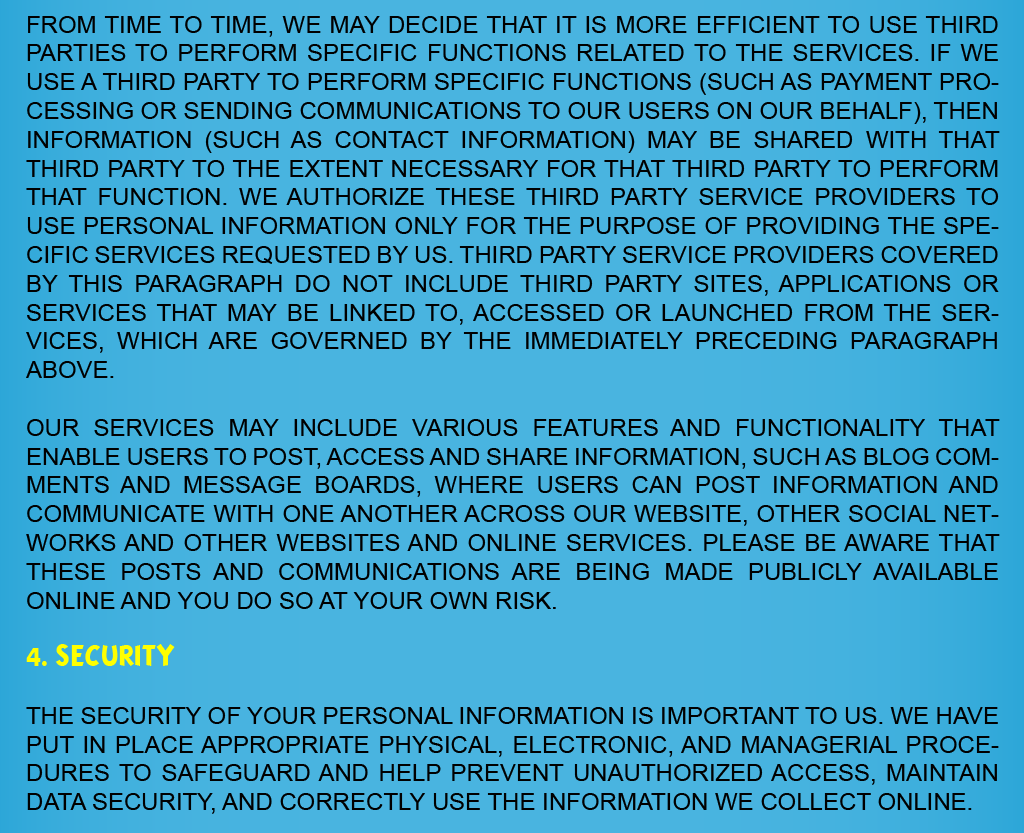 FROM TIME TO TIME, WE MAY DECIDE THAT IT IS MORE EFFICIENT TO USE THIRD
PARTIES TO PERFORM SPECIFIC FUNCTIONS RELATED TO THE SERVICES. IF WE
USE A THIRD PARTY TO PERFORM SPECIFIC FUNCTIONS (SUCH AS PAYMENT PRO-
CESSING OR SENDING COMMUNICATIONS TO OUR USERS ON OUR BEHALF), THEN
INFORMATION (SUCH AS CONTACT INFORMATION) MAY BE SHARED WITH THAT
THIRD PARTY TO THE EXTENT NECESSARY FOR THAT THIRD PARTY TO PERFORM
THAT FUNCTION. WE AUTHORIZE THESE THIRD PARTY SERVICE PROVIDERS TO
USE PERSONAL INFORMATION ONLY FOR THE PURPOSE OF PROVIDING THE SPE-
CIFIC SERVICES REQUESTED BY US. THIRD PARTY SERVICE PROVIDERS COVERED
BY THIS PARAGRAPH DO NOT INCLUDE THIRD PARTY SITES, APPLICATIONS OR
SERVICES THAT MAY BE LINKED TO, ACCESSED OR LAUNCHED FROM THE SER-
VICES, WHICH ARE GOVERNED BY THE IMMEDIATELY PRECEDING PARAGRAPH
ABOVE.
OUR SERVICES MAY INCLUDE VARIOUS FEATURES AND FUNCTIONALITY THAT
ENABLE USERS TO POST, ACCESS AND SHARE INFORMATION, SUCH AS BLOG COM-
MENTS AND MESSAGE BOARDS, WHERE USERS CAN POST INFORMATION AND
COMMUNICATE WITH ONE ANOTHER ACROSS OUR WEBSITE, OTHER SOCIAL NET-
WORKS AND OTHER WEBSITES AND ONLINE SERVICES. PLEASE BE AWARE THAT
THESE POSTS AND COMMUNICATIONS ARE BEING MADE PUBLICLY AVAILABLE
ONLINE AND YOU DO SO AT YOUR OWN RISK.
4. SECURITY
THE SECURITY OF YOUR PERSONAL INFORMATION IS IMPORTANT TO US. WE HAVE
PUT IN PLACE APPROPRIATE PHYSICAL, ELECTRONIC, AND MANAGERIAL PROCE-
DURES TO SAFEGUARD AND HELP PREVENT UNAUTHORIZED ACCESS, MAINTAIN
DATA SECURITY, AND CORRECTLY USE THE INFORMATION WE COLLECT ONLINE.